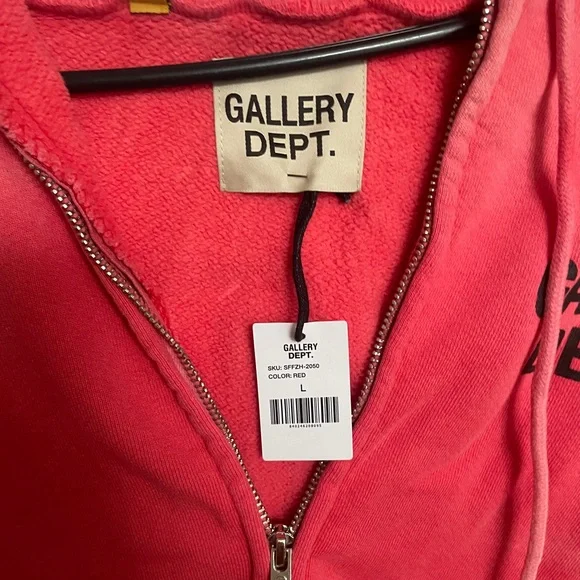 GALLERY
DEPT.
GALLERY
DEPT.
SKU: SFFZH-2050
COLOR: RED
L